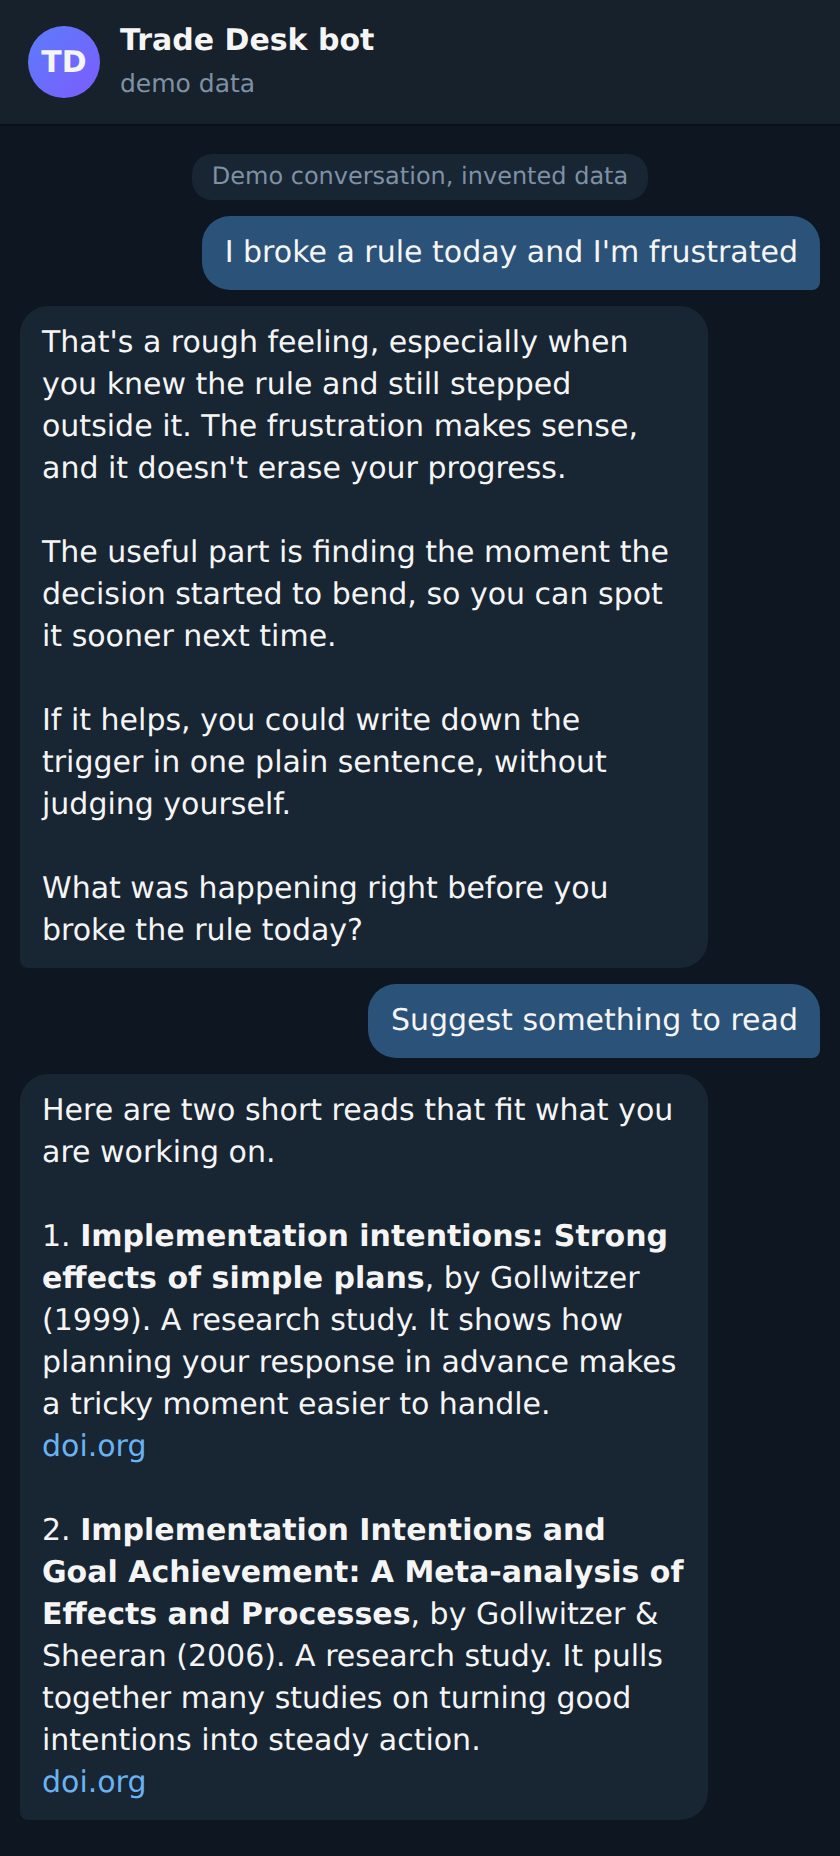 TD
Trade Desk bot
demo data
Demo conversation, invented data
I broke a rule today and I'm frustrated
That's a rough feeling, especially when
you knew the rule and still stepped
outside it. The frustration makes sense,
and it doesn't erase your progress.
The useful part is finding the moment the
decision started to bend, so you can spot
it sooner next time.
If it helps, you could write down the
trigger in one plain sentence, without
judging yourself.
What was happening right before you
broke the rule today?
Suggest something to read
Here are two short reads that fit what you
are working on.
1. Implementation intentions: Strong
effects of simple plans, by Gollwitzer
(1999). A research study. It shows how
planning your response in advance makes
a tricky moment easier to handle.
doi.org
2. Implementation Intentions and
Goal Achievement: A Meta-analysis of
Effects and Processes, by Gollwitzer &
Sheeran (2006). A research study. It pulls
together many studies on turning good
intentions into steady action.
doi.org